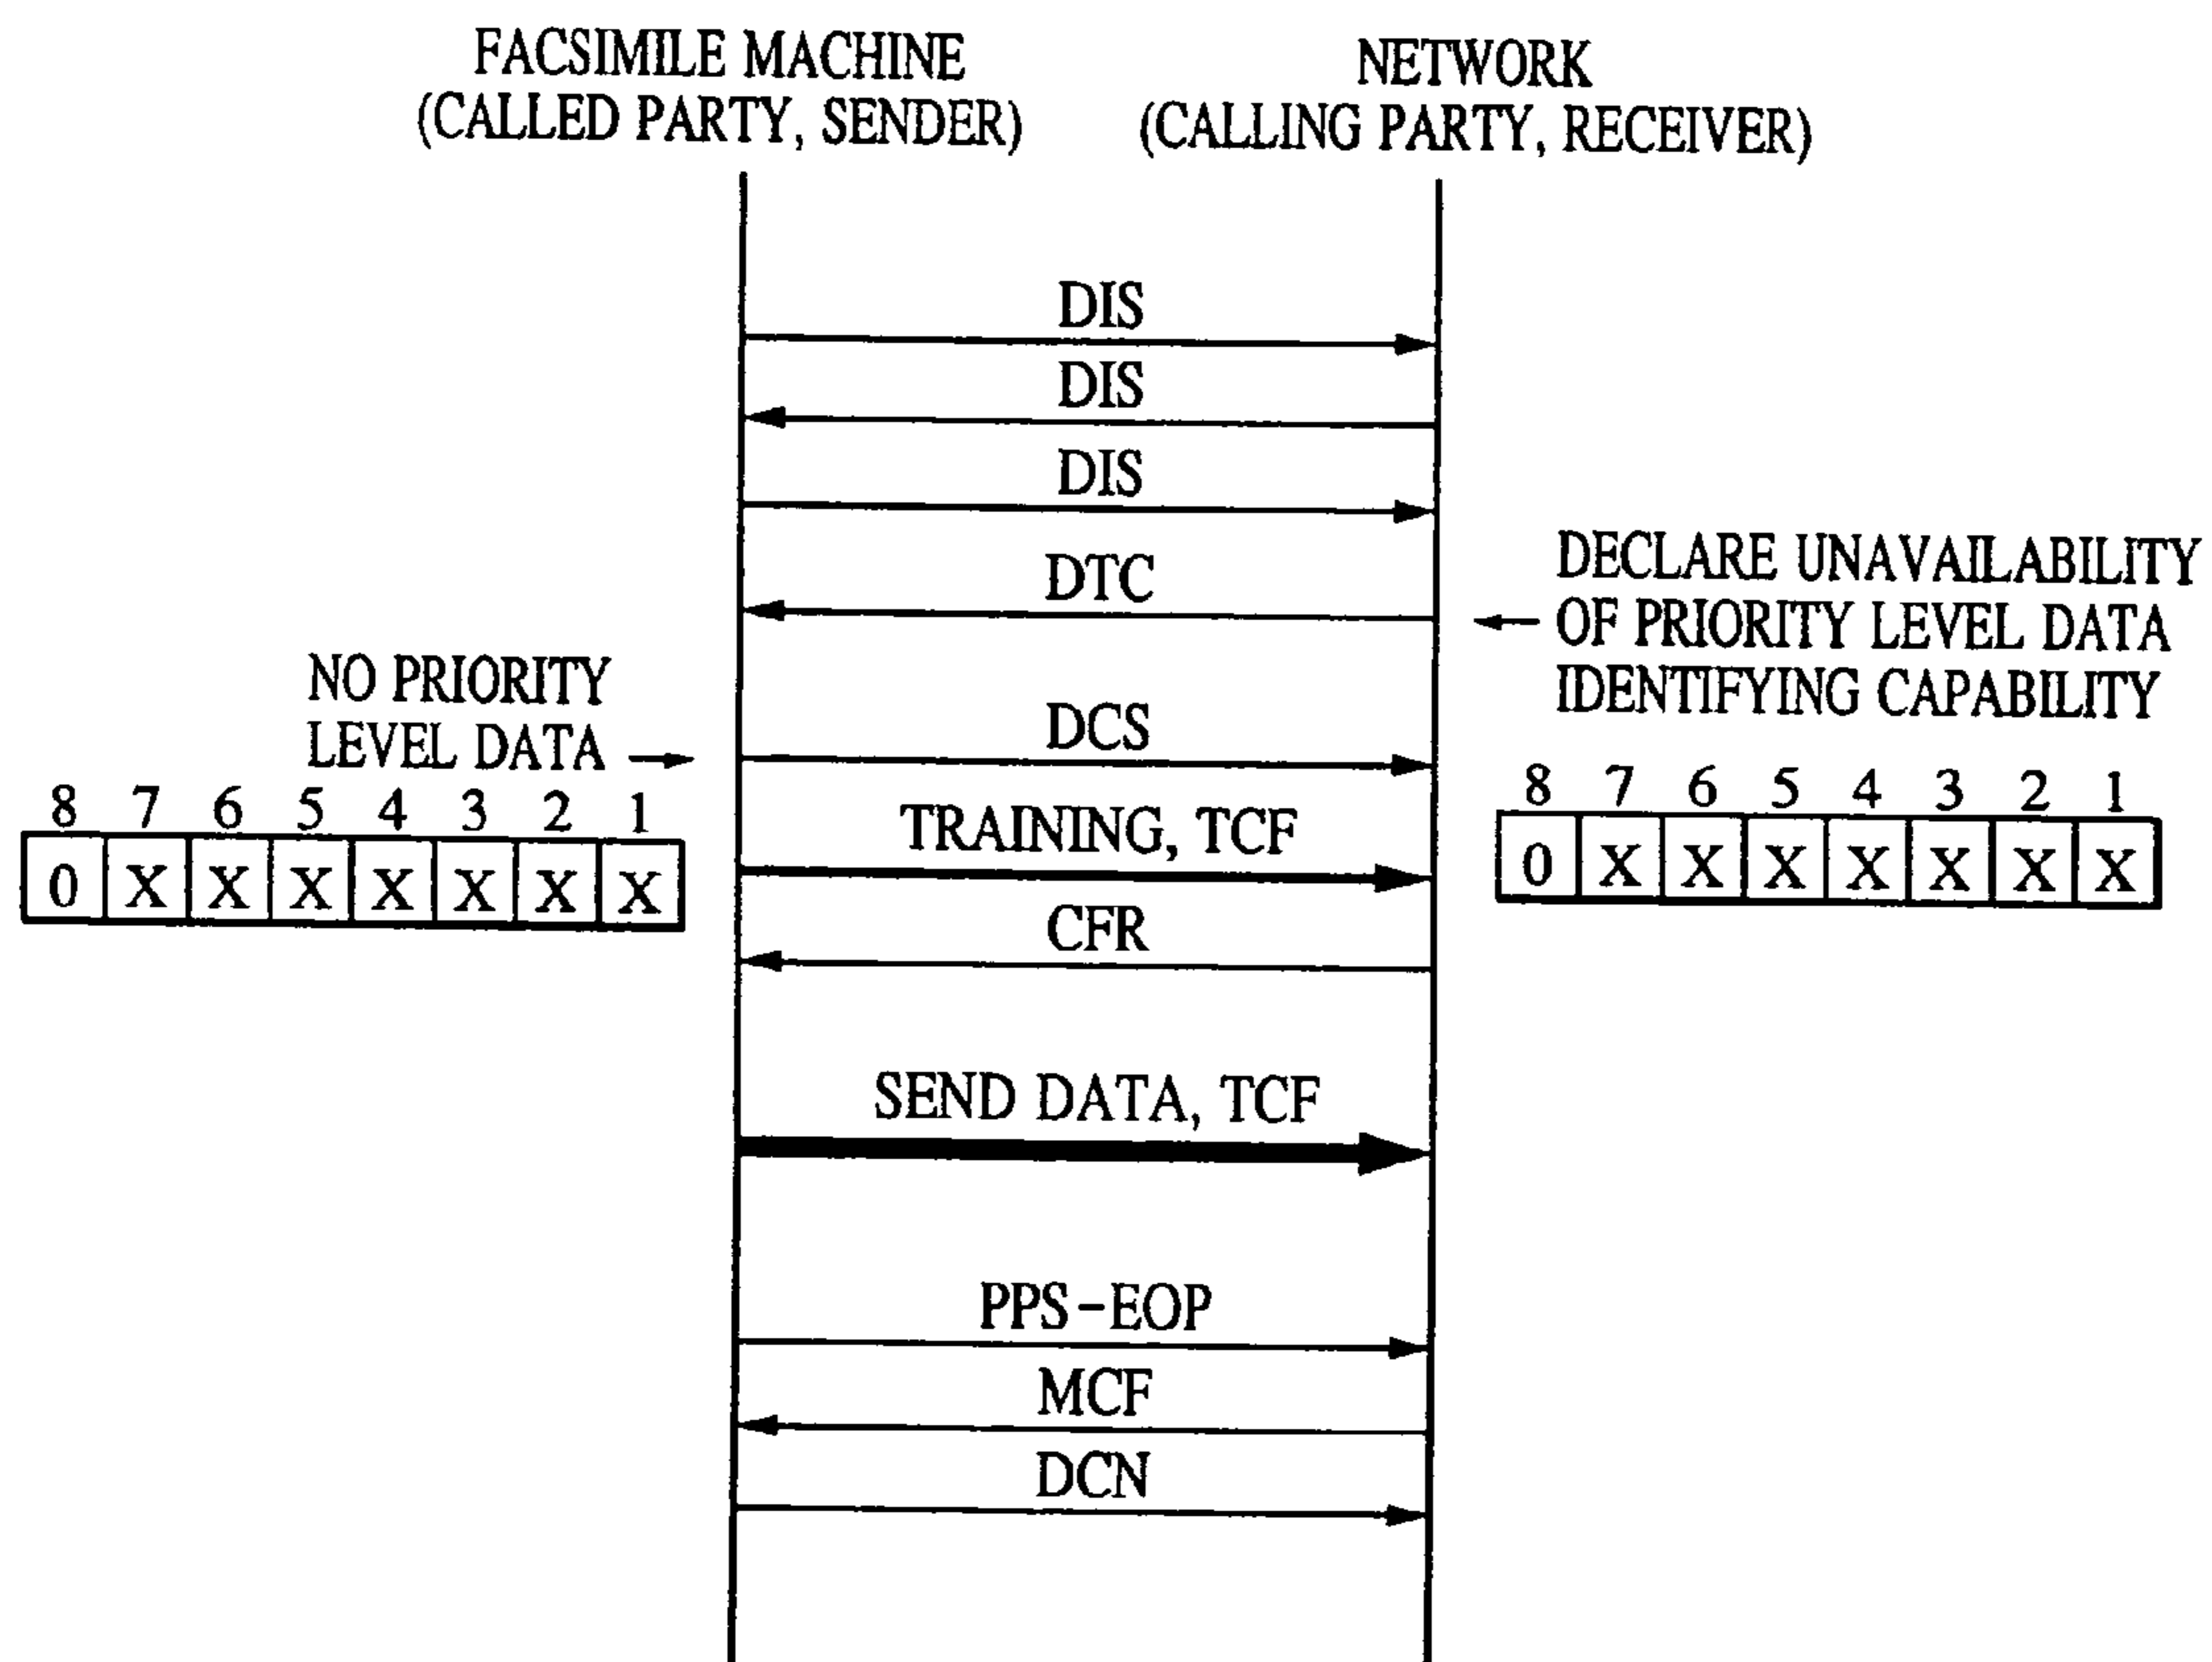 FACSIMILE MACHINE
(CALLED PARTY, SENDER)
NETWORK
(CALLING PARTY, RECEIVER)
DIS
DIS
DIS
DTC
DECLARE UNAVAILABILITY
OF PRIORITY LEVEL DATA
IDENTIFYING CAPABILITY
NO PRIORITY
LEVEL DATA
DCS
8 7 6 5 4 3 2 1
0 X X X X X X X
8 7 6 5 4 3 2 1
0 X X X X X X X
TRAINING, TCF
CFR
SEND DATA, TCF
PPS-EOP
MCF
DCN